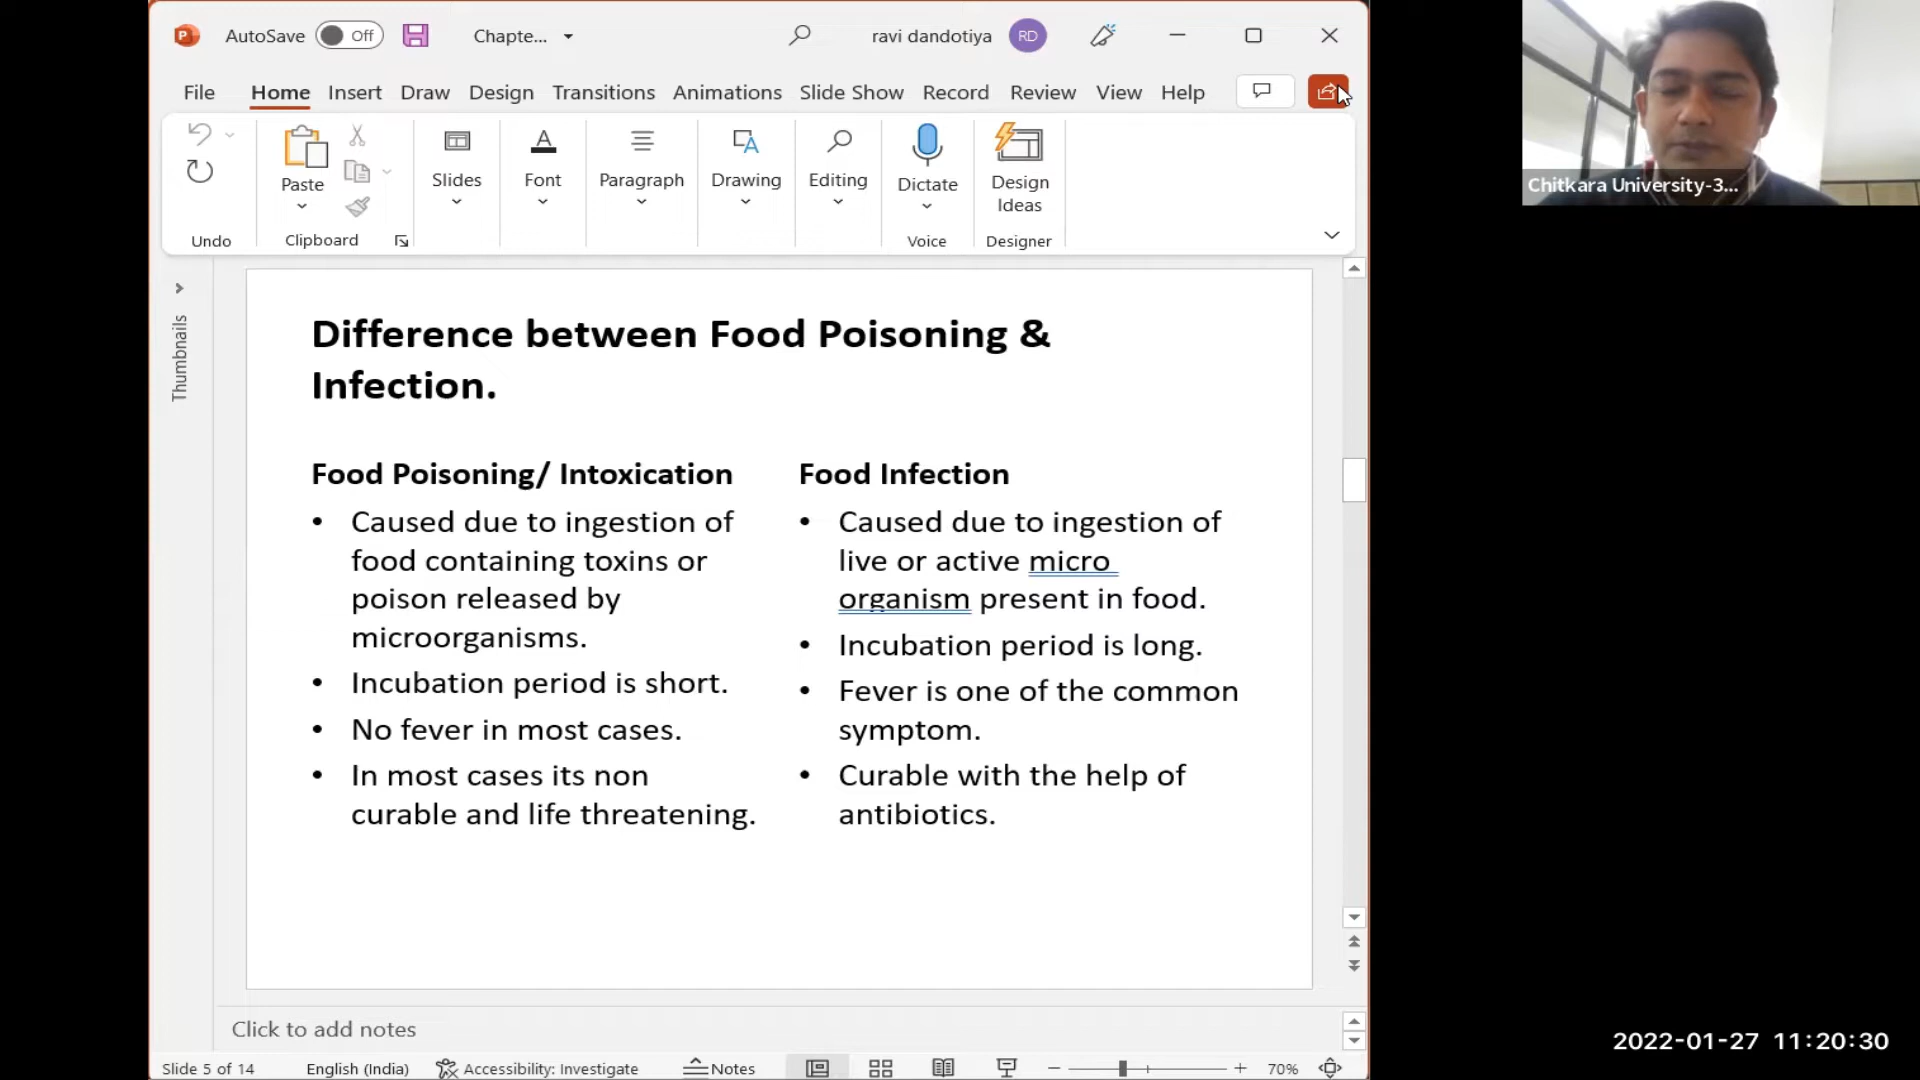 AutoSave Off Chapte... ravi dandotiya RD
File Home Insert Draw Design Transitions Animations Slide Show Record Review View Help
Paste Slides Font Paragraph Drawing Editing Dictate Design
Ideas
Undo Clipboard Voice Designer
Thumbnails
Difference between Food Poisoning &
Infection.
Food Poisoning/ Intoxication
• Caused due to ingestion of
food containing toxins or
poison released by
microorganisms.
• Incubation period is short.
• No fever in most cases.
• In most cases its non
curable and life threatening.
Food Infection
• Caused due to ingestion of
live or active micro
organism present in food.
• Incubation period is long.
• Fever is one of the common
symptom.
• Curable with the help of
antibiotics.
Click to add notes
Slide 5 of 14 English (India) Accessibility: Investigate Notes 70%
Chitkara University-3...
2022-01-27 11:20:30